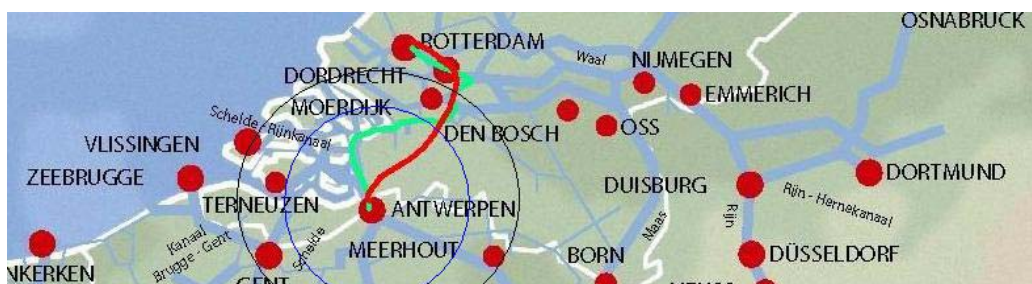 OSNABRUCK
ROTTERDAM
Waal
NIJMEGEN
DORDRECHT
EMMERICH
MOERDIJK
Schelde - Rijnkanaal
DEN BOSCH
OSS
VLISSINGEN
ZEEBRUGGE
DUISBURG
DORTMUND
Rijn - Hernekanaal
TERNEUZEN
ANTWERPEN
Rijn
Maas
Kanaal
Brugge - Gent
Schelde
MEERHOUT
BORN
DÜSSELDORF
NKERKEN
GENT